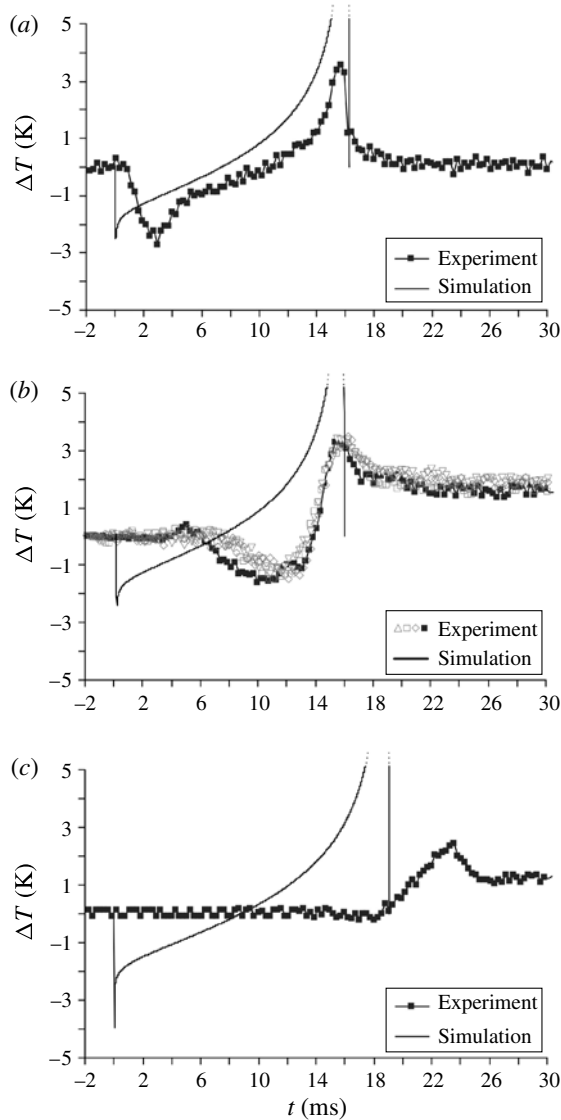 (a)
5
3
1
–1
–3
–5
ΔT (K)
Experiment
Simulation
–2 2 6 10 14 18 22 26 30
(b)
5
3
1
–1
–3
–5
ΔT (K)
Experiment
Simulation
–2 2 6 10 14 18 22 26 30
(c)
5
3
1
–1
–3
–5
ΔT (K)
Experiment
Simulation
–2 2 6 10 14 18 22 26 30
t (ms)